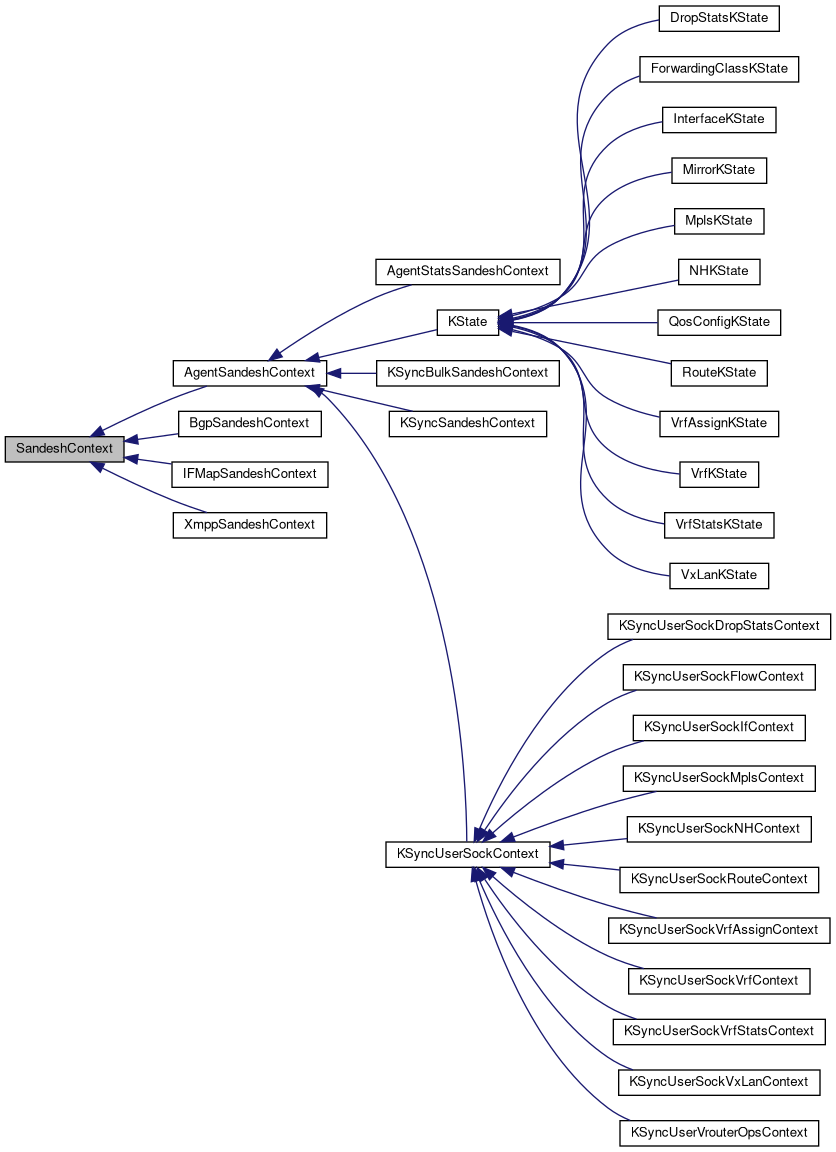 DropStatsKState
ForwardingClassKState
InterfaceKState
MirrorKState
MplsKState
AgentStatsSandeshContext
NHKState
KState
QosConfigKState
AgentSandeshContext
KSyncBulkSandeshContext
RouteKState
BgpSandeshContext
KSyncSandeshContext
VrfAssignKState
SandeshContext
IFMapSandeshContext
VrfKState
XmppSandeshContext
VrfStatsKState
VxLanKState
KSyncUserSockDropStatsContext
KSyncUserSockFlowContext
KSyncUserSockIfContext
KSyncUserSockMplsContext
KSyncUserSockNHContext
KSyncUserSockContext
KSyncUserSockRouteContext
KSyncUserSockVrfAssignContext
KSyncUserSockVrfContext
KSyncUserSockVrfStatsContext
KSyncUserSockVxLanContext
KSyncUserVrouterOpsContext